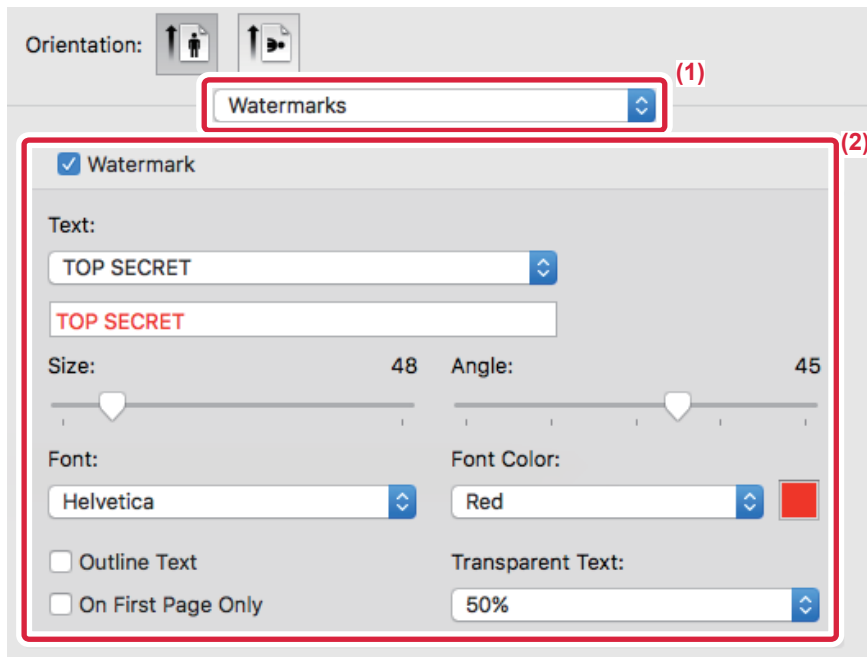 Orientation:
(1)
Watermarks
(2)
Watermark
Text:
TOP SECRET
TOP SECRET
Size: 48 Angle: 45
Font: Font Color:
Helvetica Red
Outline Text Transparent Text:
On First Page Only 50%